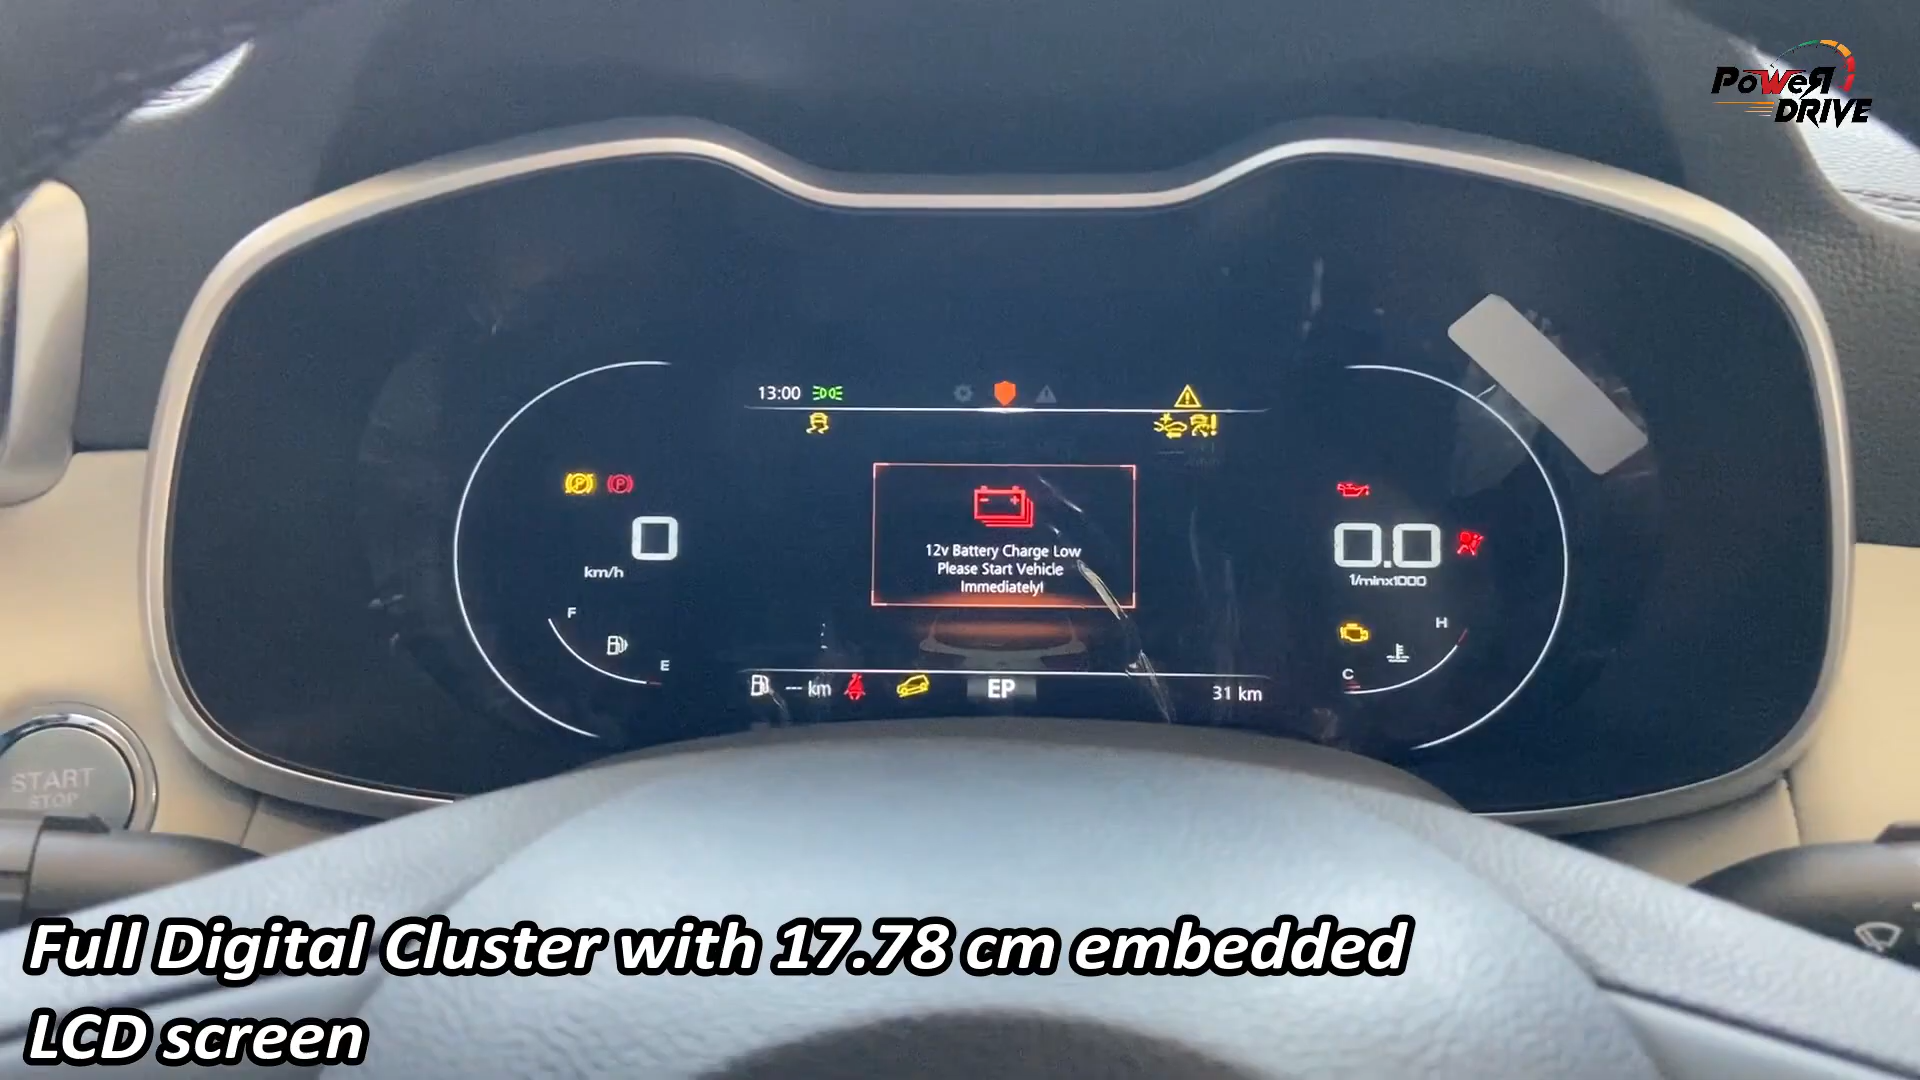 PoweR
DRIVE
13:00
P P
0
km/h
F
E
12v Battery Charge Low
Please Start Vehicle
Immediately!
0.0
1/minx1000
H
C
--- km
EP
31 km
START
STOP
Full Digital Cluster with 17.78 cm embedded
LCD screen